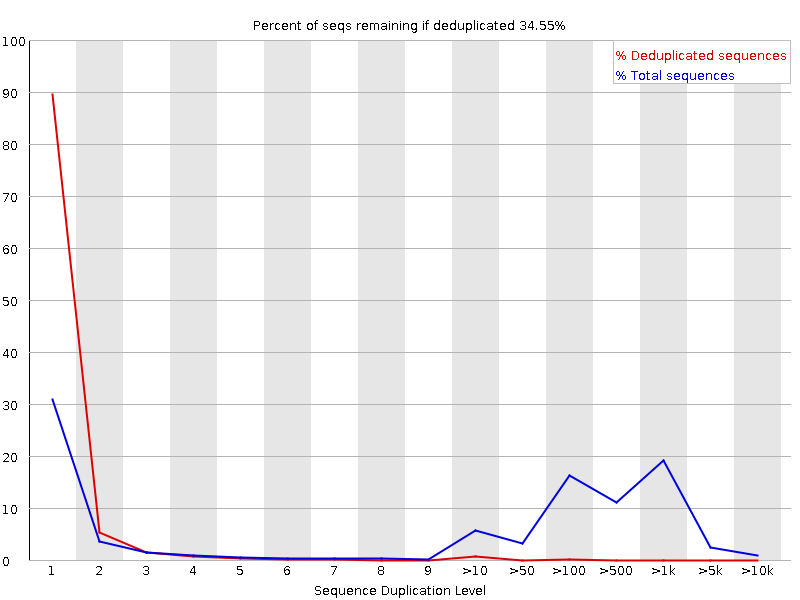 Percent of seqs remaining if deduplicated 34.55%
% Deduplicated sequences
% Total sequences
100
90
80
70
60
50
40
30
20
10
0
1 2 3 4 5 6 7 8 9 >10 >50 >100 >500 >1k >5k >10k
Sequence Duplication Level